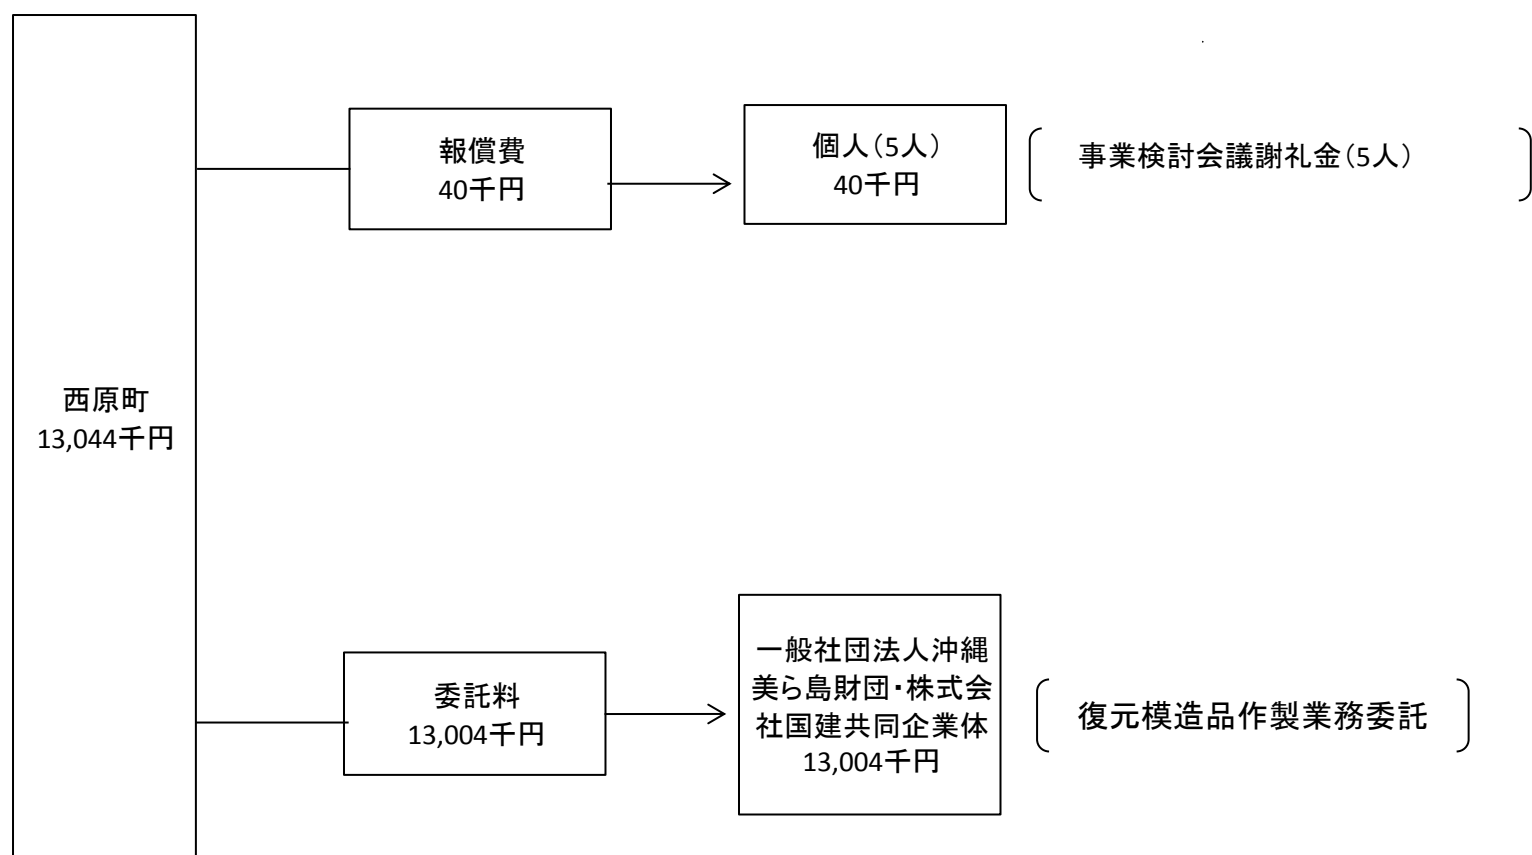 報償費
40千円
個人（5人）
40千円
事業検討会議謝礼金（5人）
西原町
13,044千円
委託料
13,004千円
一般社団法人沖縄
美ら島財団・株式会
社国建共同企業体
13,004千円
復元模造品作製業務委託